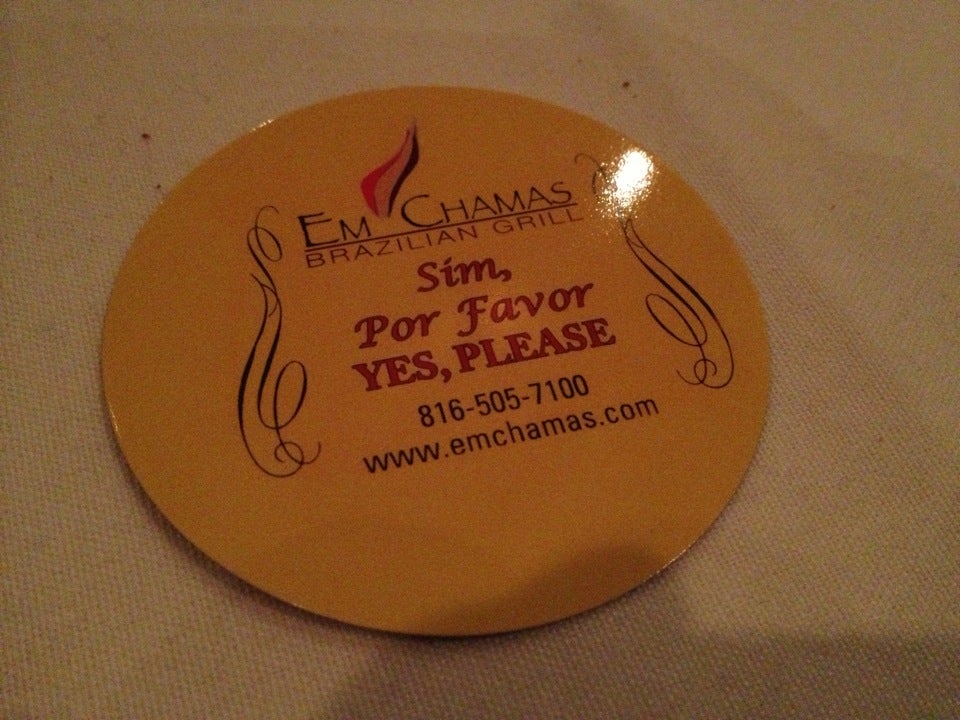 EM CHAMAS
BRAZILIAN GRILL
Sim,
Por Favor
YES, PLEASE
816-505-7100
www.emchamas.com